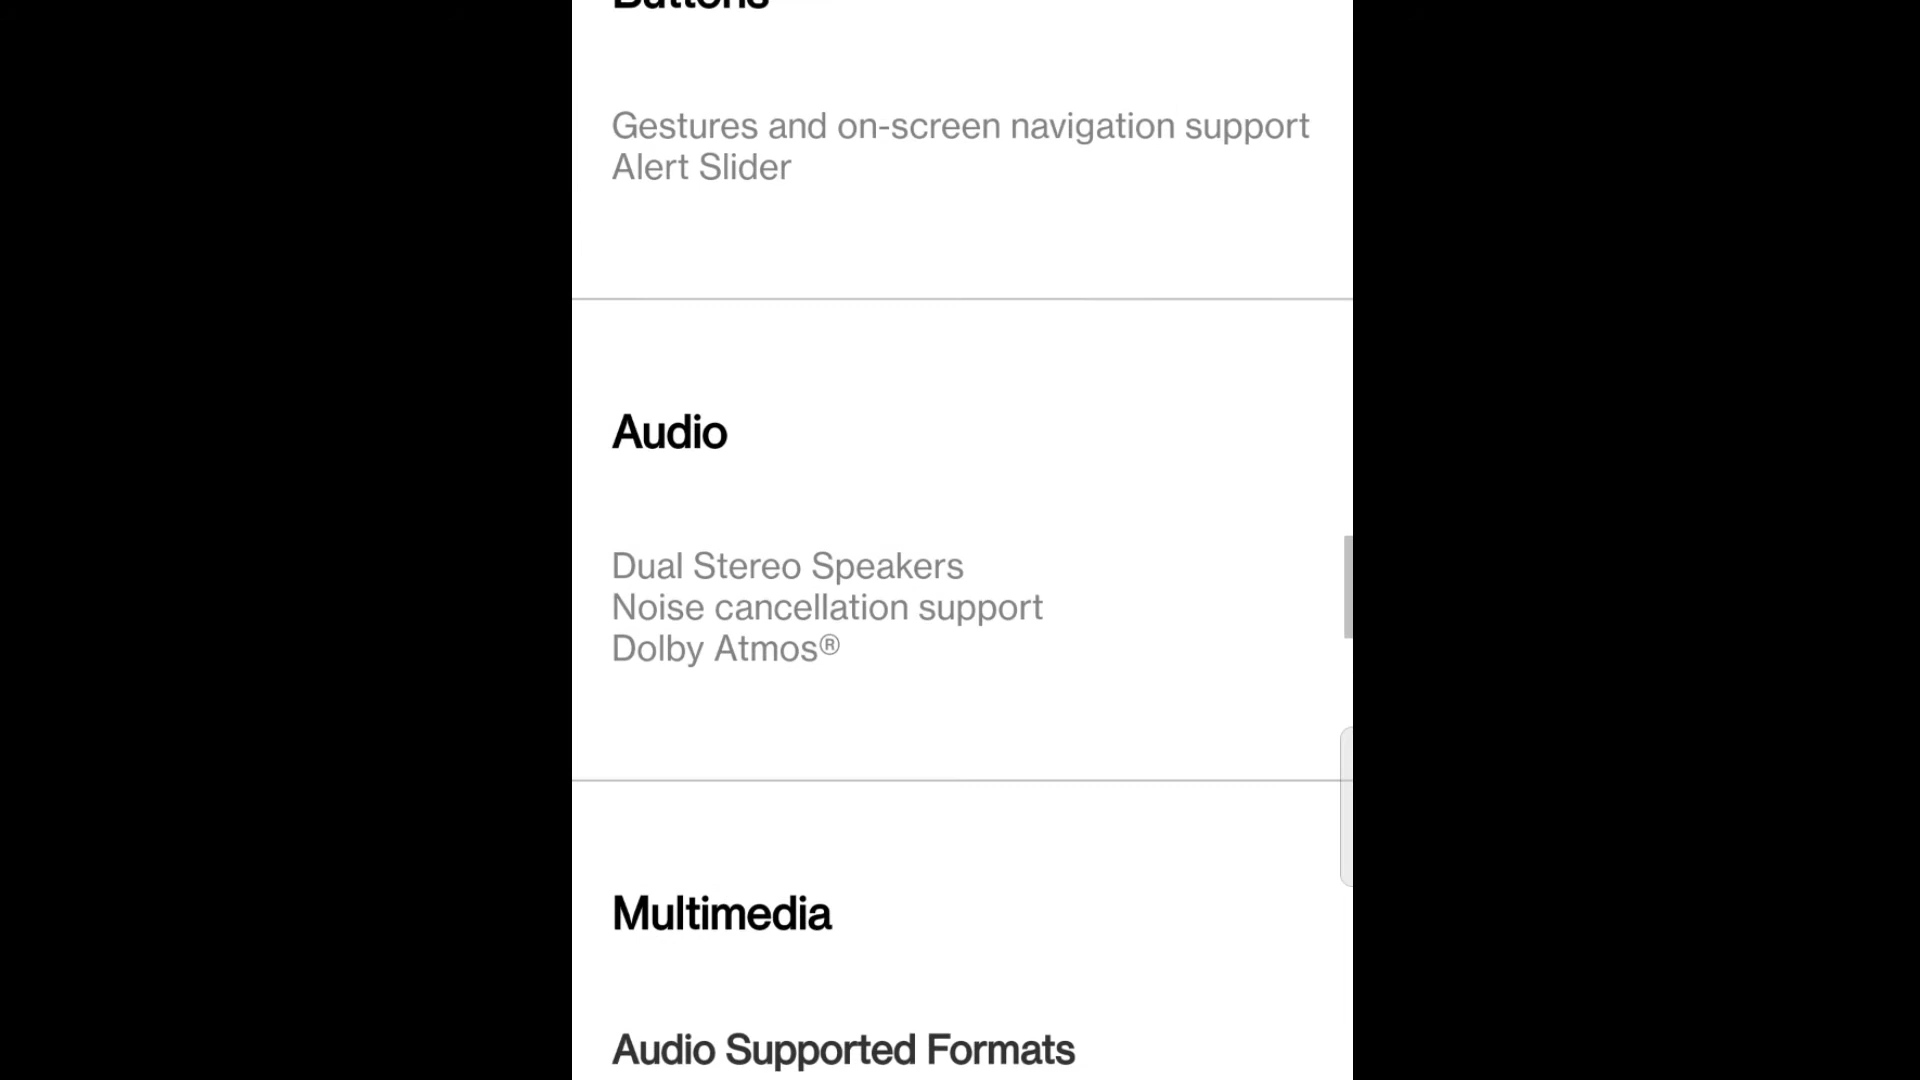 Buttons
Gestures and on-screen navigation support
Alert Slider
Audio
Dual Stereo Speakers
Noise cancellation support
Dolby Atmos®
Multimedia
Audio Supported Formats